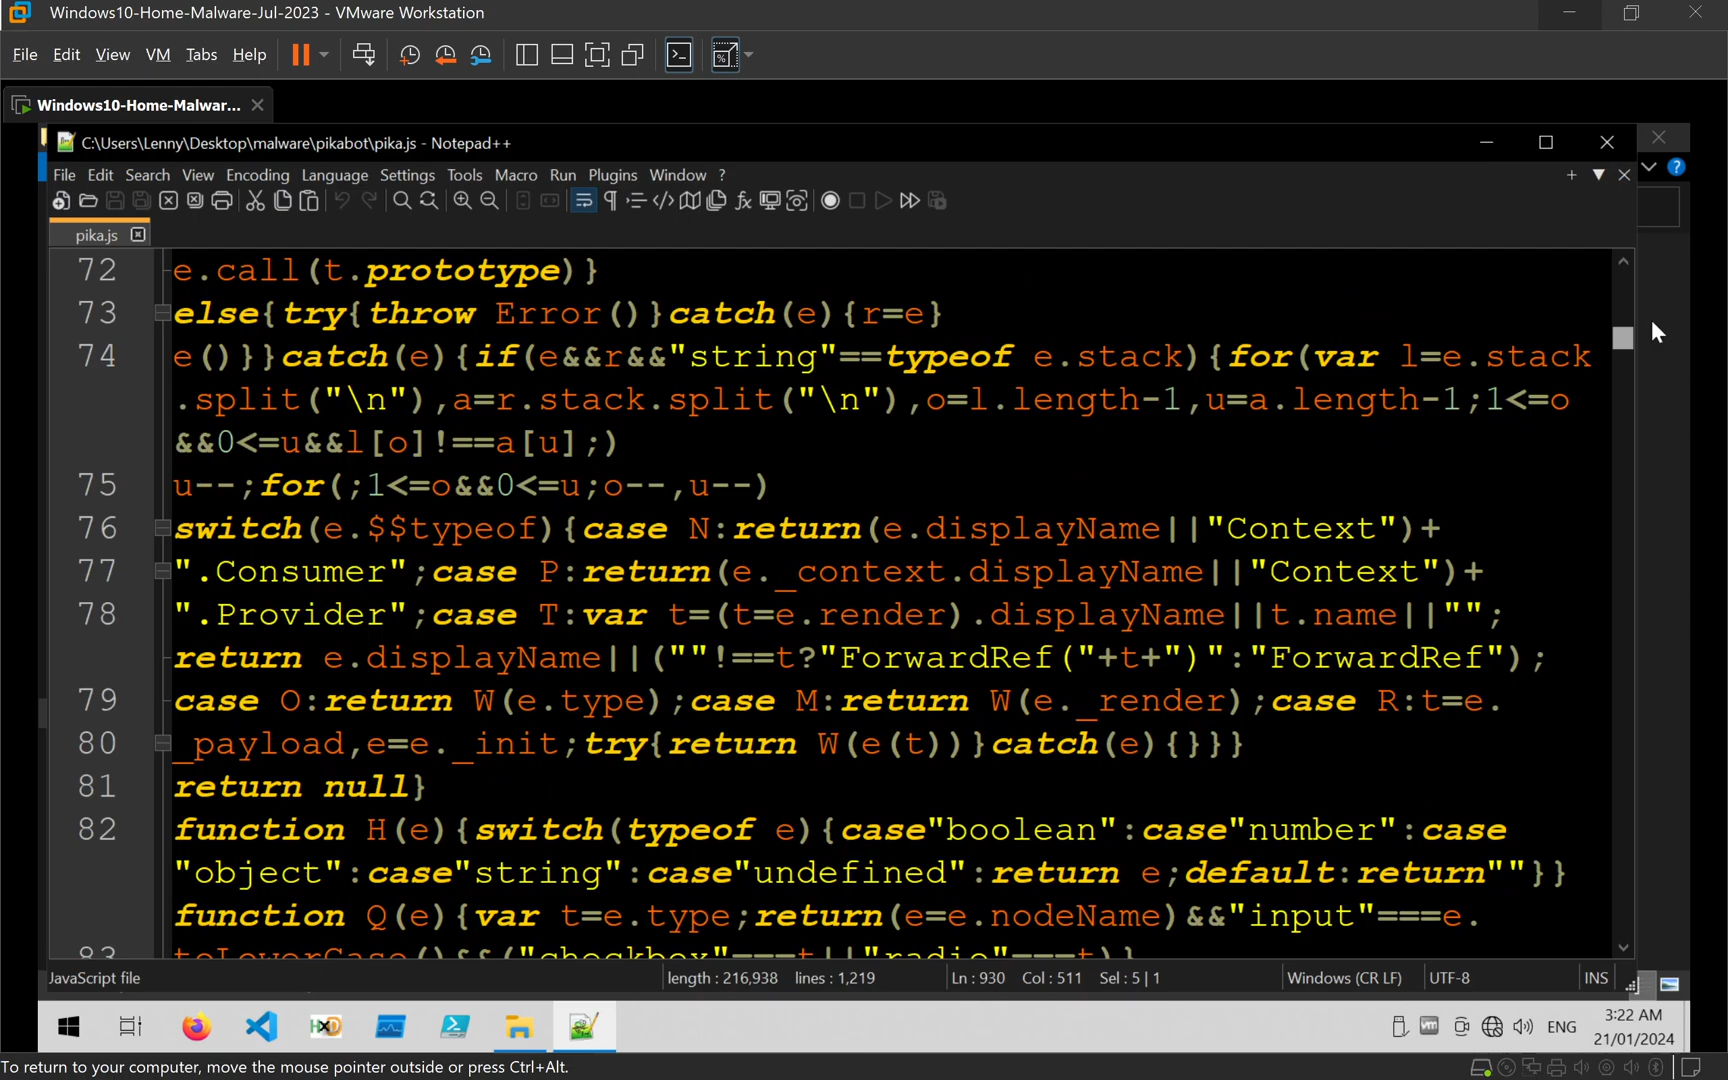 Windows10-Home-Malware-Jul-2023 - VMware Workstation
File Edit View VM Tabs Help
Windows10-Home-Malwar...
C:\Users\Lenny\Desktop\malware\pikabot\pika.js - Notepad++
File Edit Search View Encoding Language Settings Tools Macro Run Plugins Window ?
pika.js
72 e.call(t.prototype)}
73 else{try{throw Error()}catch(e){r=e}
74 e()}}catch(e){if(e&&r&&"string"==typeof e.stack){for(var l=e.stack
.split("\n"),a=r.stack.split("\n"),o=l.length-1,u=a.length-1;1<=o
&&0<=u&&l[o]!==a[u];)
75 u--;for(;1<=o&&0<=u;o--,u--)
76 switch(e.$$typeof){case N:return(e.displayName||"Context")+
77 ".Consumer";case P:return(e._context.displayName||"Context")+
78 ".Provider";case T:var t=(t=e.render).displayName||t.name||"";
return e.displayName||(""!==t?"ForwardRef("+t+")":"ForwardRef");
79 case O:return W(e.type);case M:return W(e._render);case R:t=e.
80 _payload,e=e._init;try{return W(e(t))}catch(e){}}}
81 return null}
82 function H(e){switch(typeof e){case"boolean":case"number":case
"object":case"string":case"undefined":return e;default:return""}}
function Q(e){var t=e.type;return(e=e.nodeName)&&"input"===e.
83 toLowerCase()&&("checkbox"===t||"radio"===t)}
JavaScript file length : 216,938 lines : 1,219 Ln : 930 Col : 511 Sel : 5 | 1 Windows (CR LF) UTF-8 INS
ENG 3:22 AM
21/01/2024
To return to your computer, move the mouse pointer outside or press Ctrl+Alt.